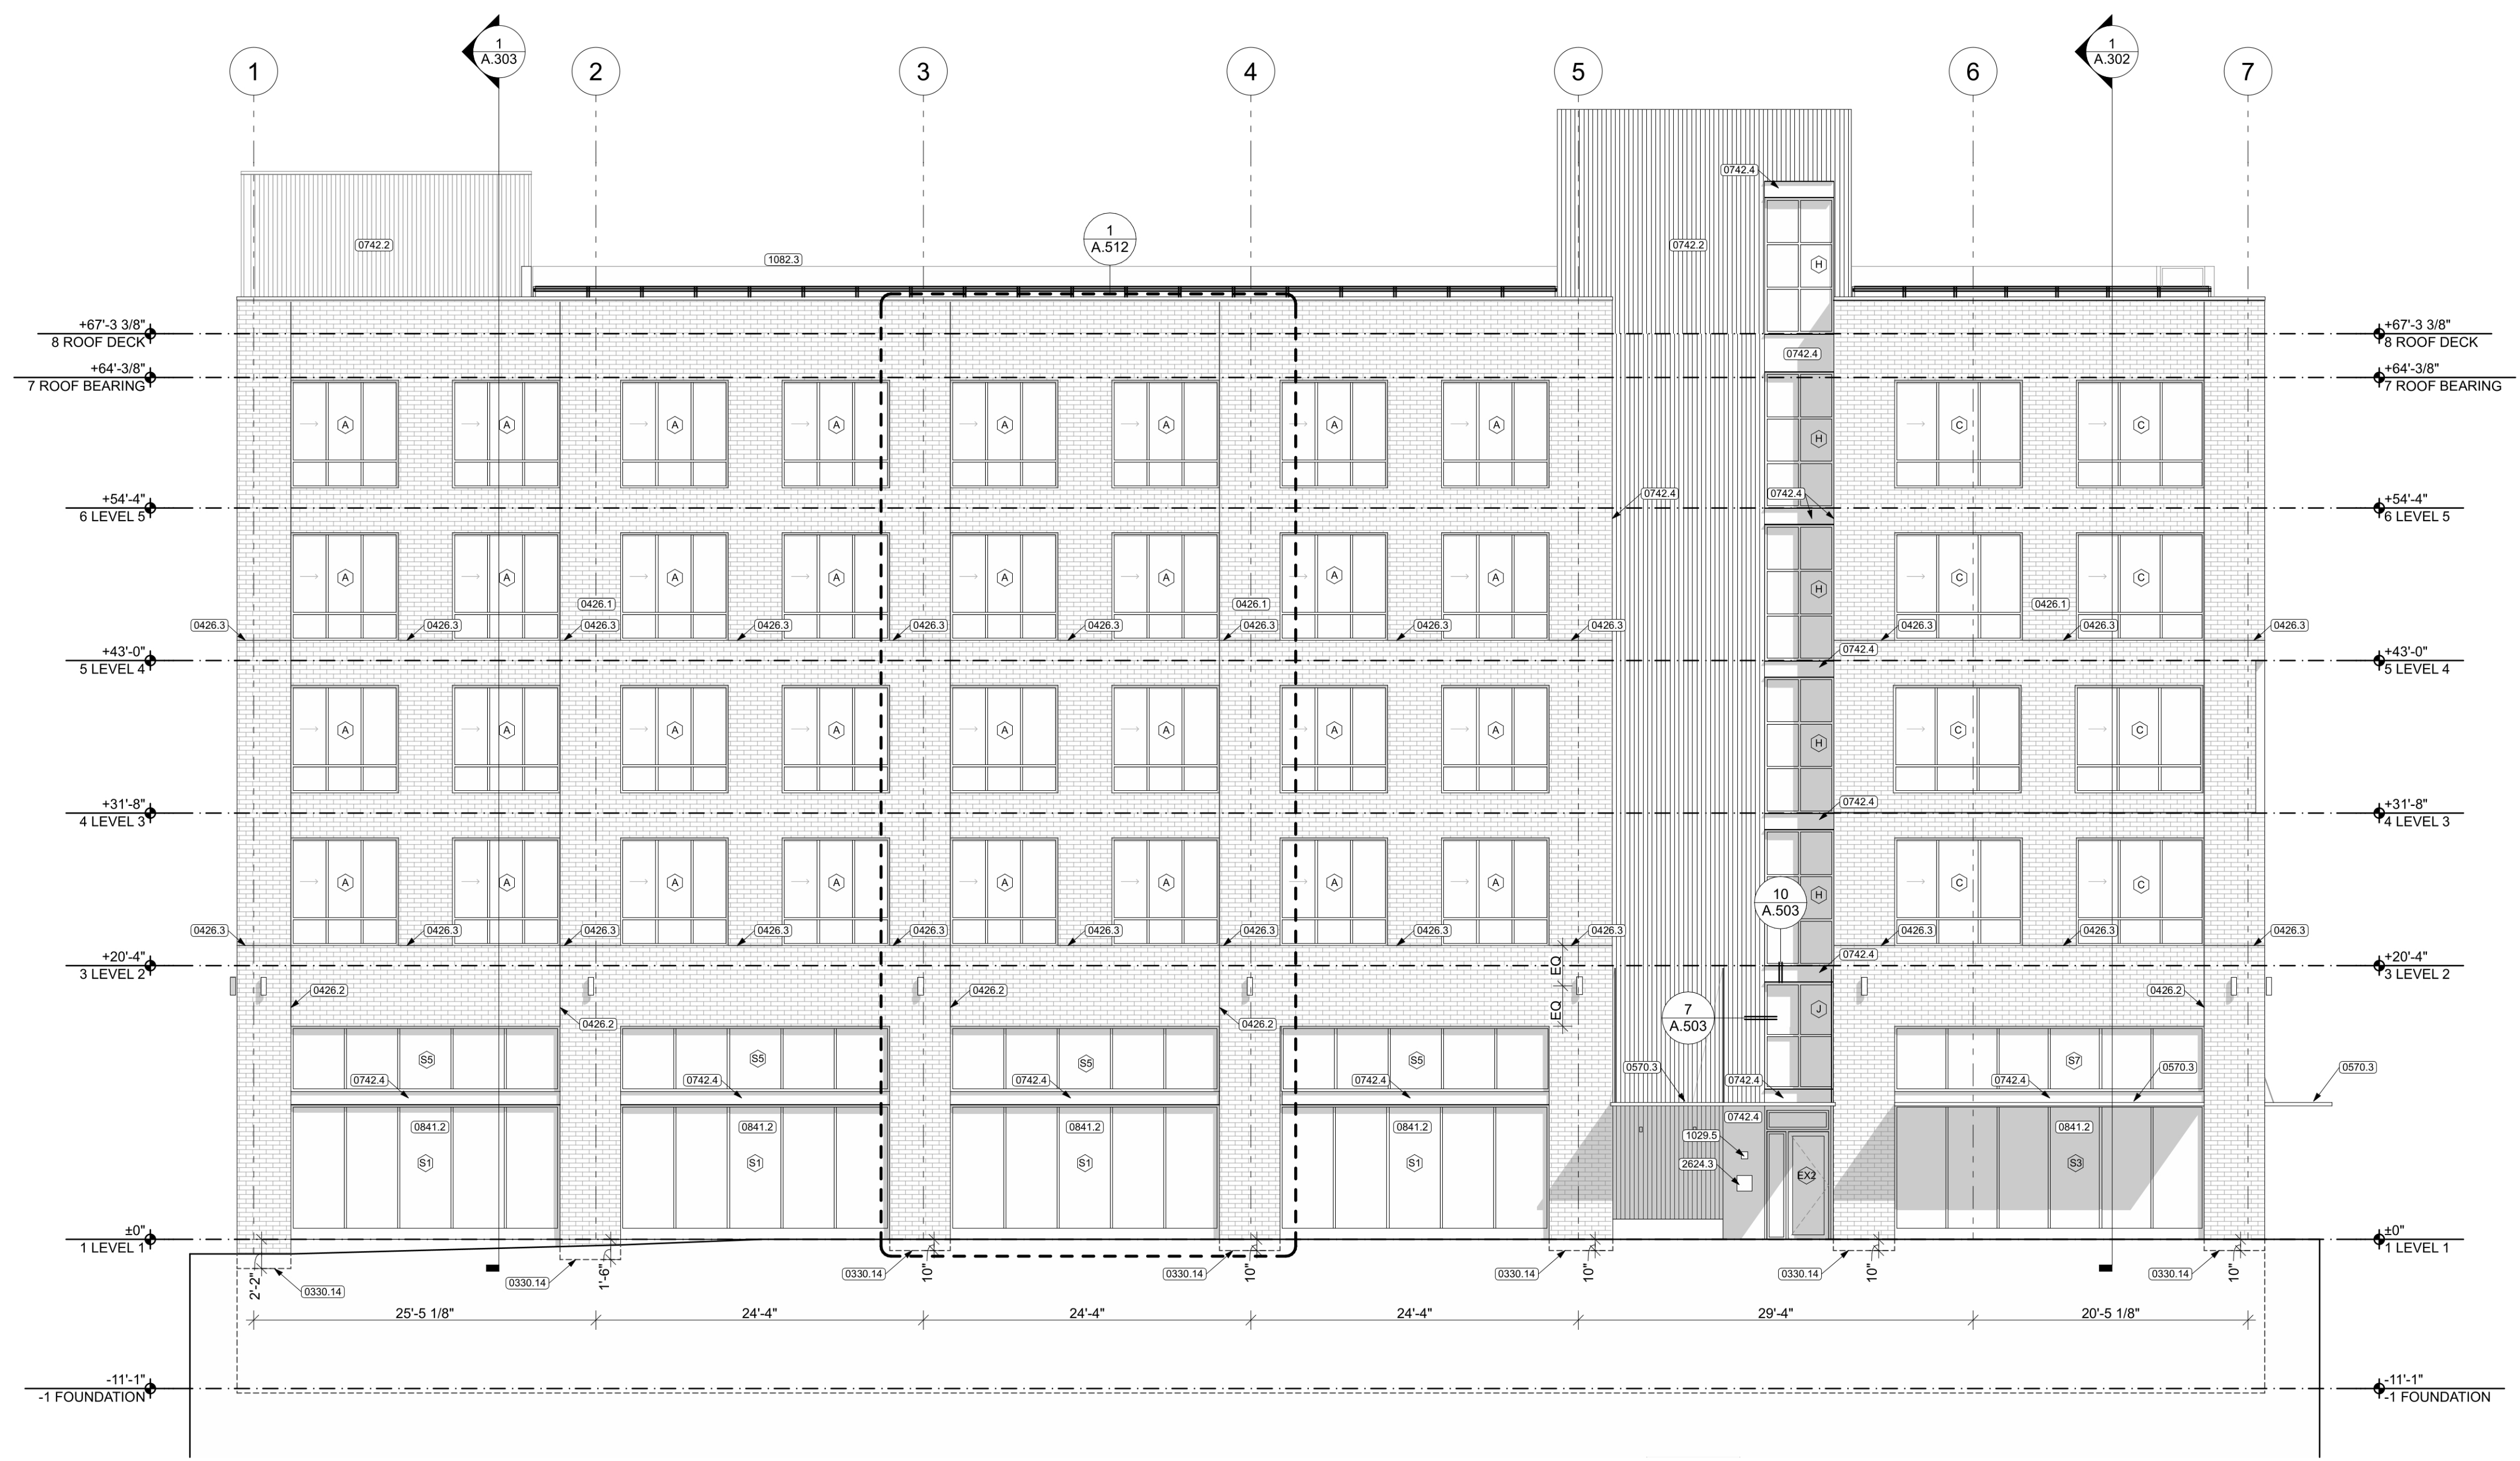 1
A.303
1
A.302
1
2
3
4
5
6
7
0742.4
1
A.512
0742.2
0742.2
1082.3
H
+67'-3 3/8"
8 ROOF DECK
+67'-3 3/8"
8 ROOF DECK
0742.4
+64'-3/8"
7 ROOF BEARING
+64'-3/8"
7 ROOF BEARING
A
A
A
A
A
A
A
A
H
C
C
0742.4
0742.4
+54'-4"
6 LEVEL 5
+54'-4"
6 LEVEL 5
A
A
A
A
A
A
A
A
H
C
C
0426.1
0426.1
0426.1
0426.3
0426.3
0426.3
0426.3
0426.3
0426.3
0426.3
0426.3
0426.3
0426.3
0426.3
0426.3
0742.4
+43'-0"
5 LEVEL 4
+43'-0"
5 LEVEL 4
A
A
A
A
A
A
A
A
H
C
C
0742.4
+31'-8"
4 LEVEL 3
+31'-8"
4 LEVEL 3
A
A
A
A
A
A
A
A
H
C
C
10
A.503
0426.3
0426.3
0426.3
0426.3
0426.3
0426.3
0426.3
0426.3
0426.3
0426.3
0426.3
0426.3
0742.4
+20'-4"
3 LEVEL 2
EQ
+20'-4"
3 LEVEL 2
0426.2
0426.2
0426.2
0426.2
0426.2
EQ
J
7
A.503
S5
S5
S5
S5
S7
0742.4
0742.4
0742.4
0742.4
0570.3
0742.4
0742.4
0570.3
0570.3
0841.2
0841.2
0841.2
0841.2
0742.4
0841.2
1029.5
S1
S1
S1
S1
2624.3
EX2
S3
±0"
1 LEVEL 1
±0"
1 LEVEL 1
2'-2"
0330.14
0330.14
1'-6"
0330.14
10"
0330.14
10"
0330.14
10"
0330.14
10"
0330.14
10"
25'-5 1/8"
24'-4"
24'-4"
24'-4"
29'-4"
20'-5 1/8"
-11'-1"
-1 FOUNDATION
-11'-1"
-1 FOUNDATION